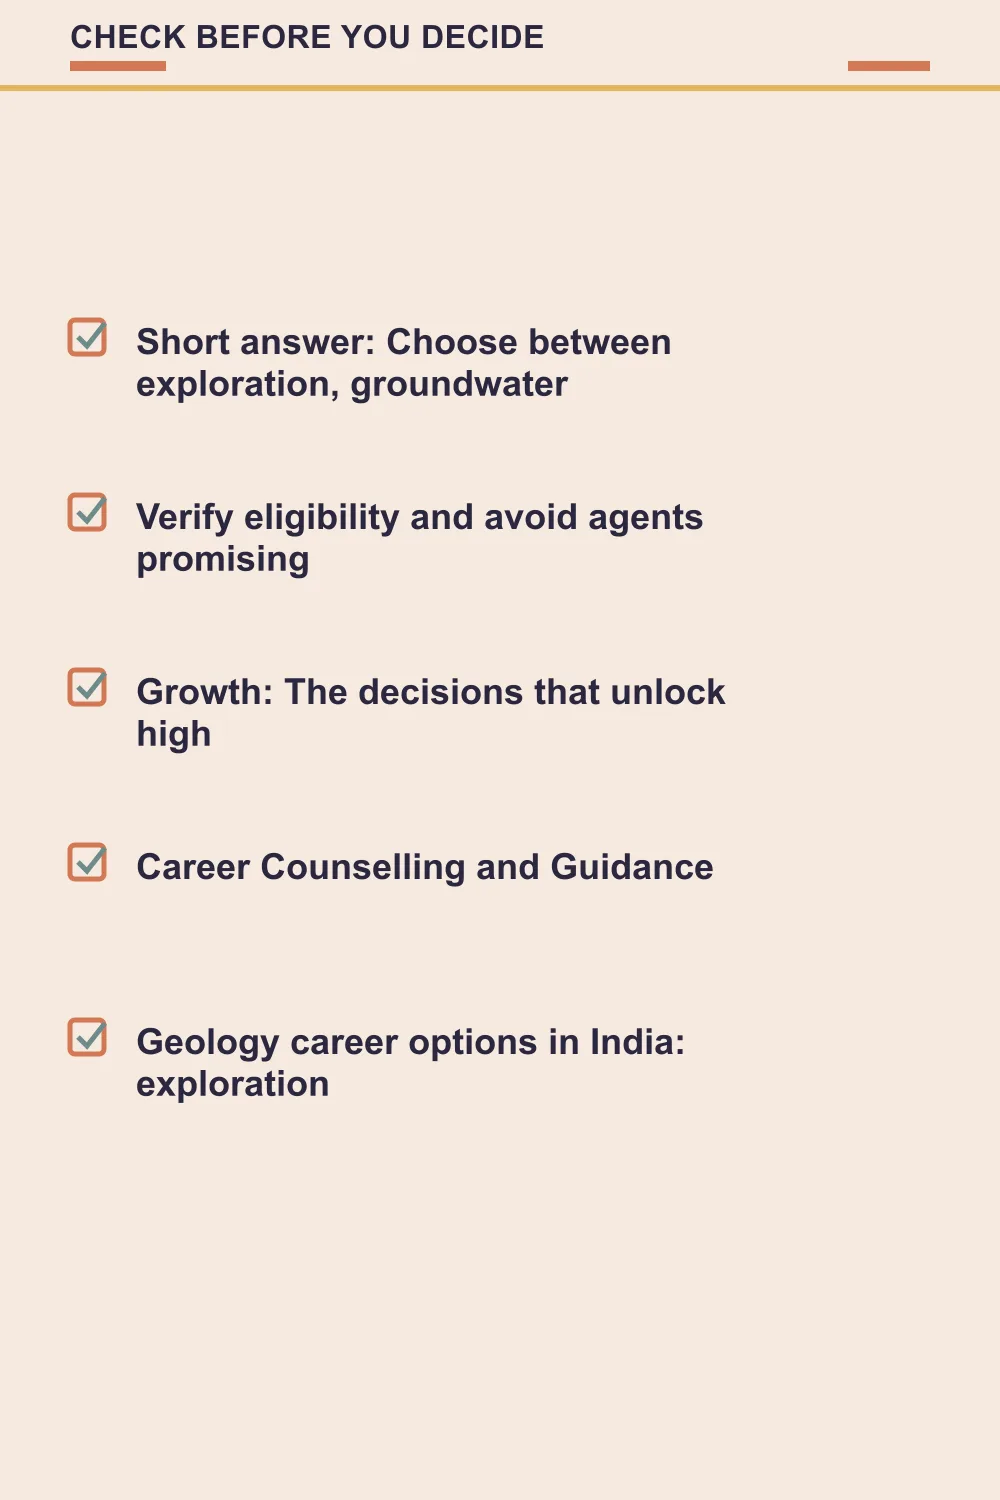 CHECK BEFORE YOU DECIDE
Short answer: Choose between
exploration, groundwater
Verify eligibility and avoid agents
promising
Growth: The decisions that unlock
high
Career Counselling and Guidance
Geology career options in India:
exploration